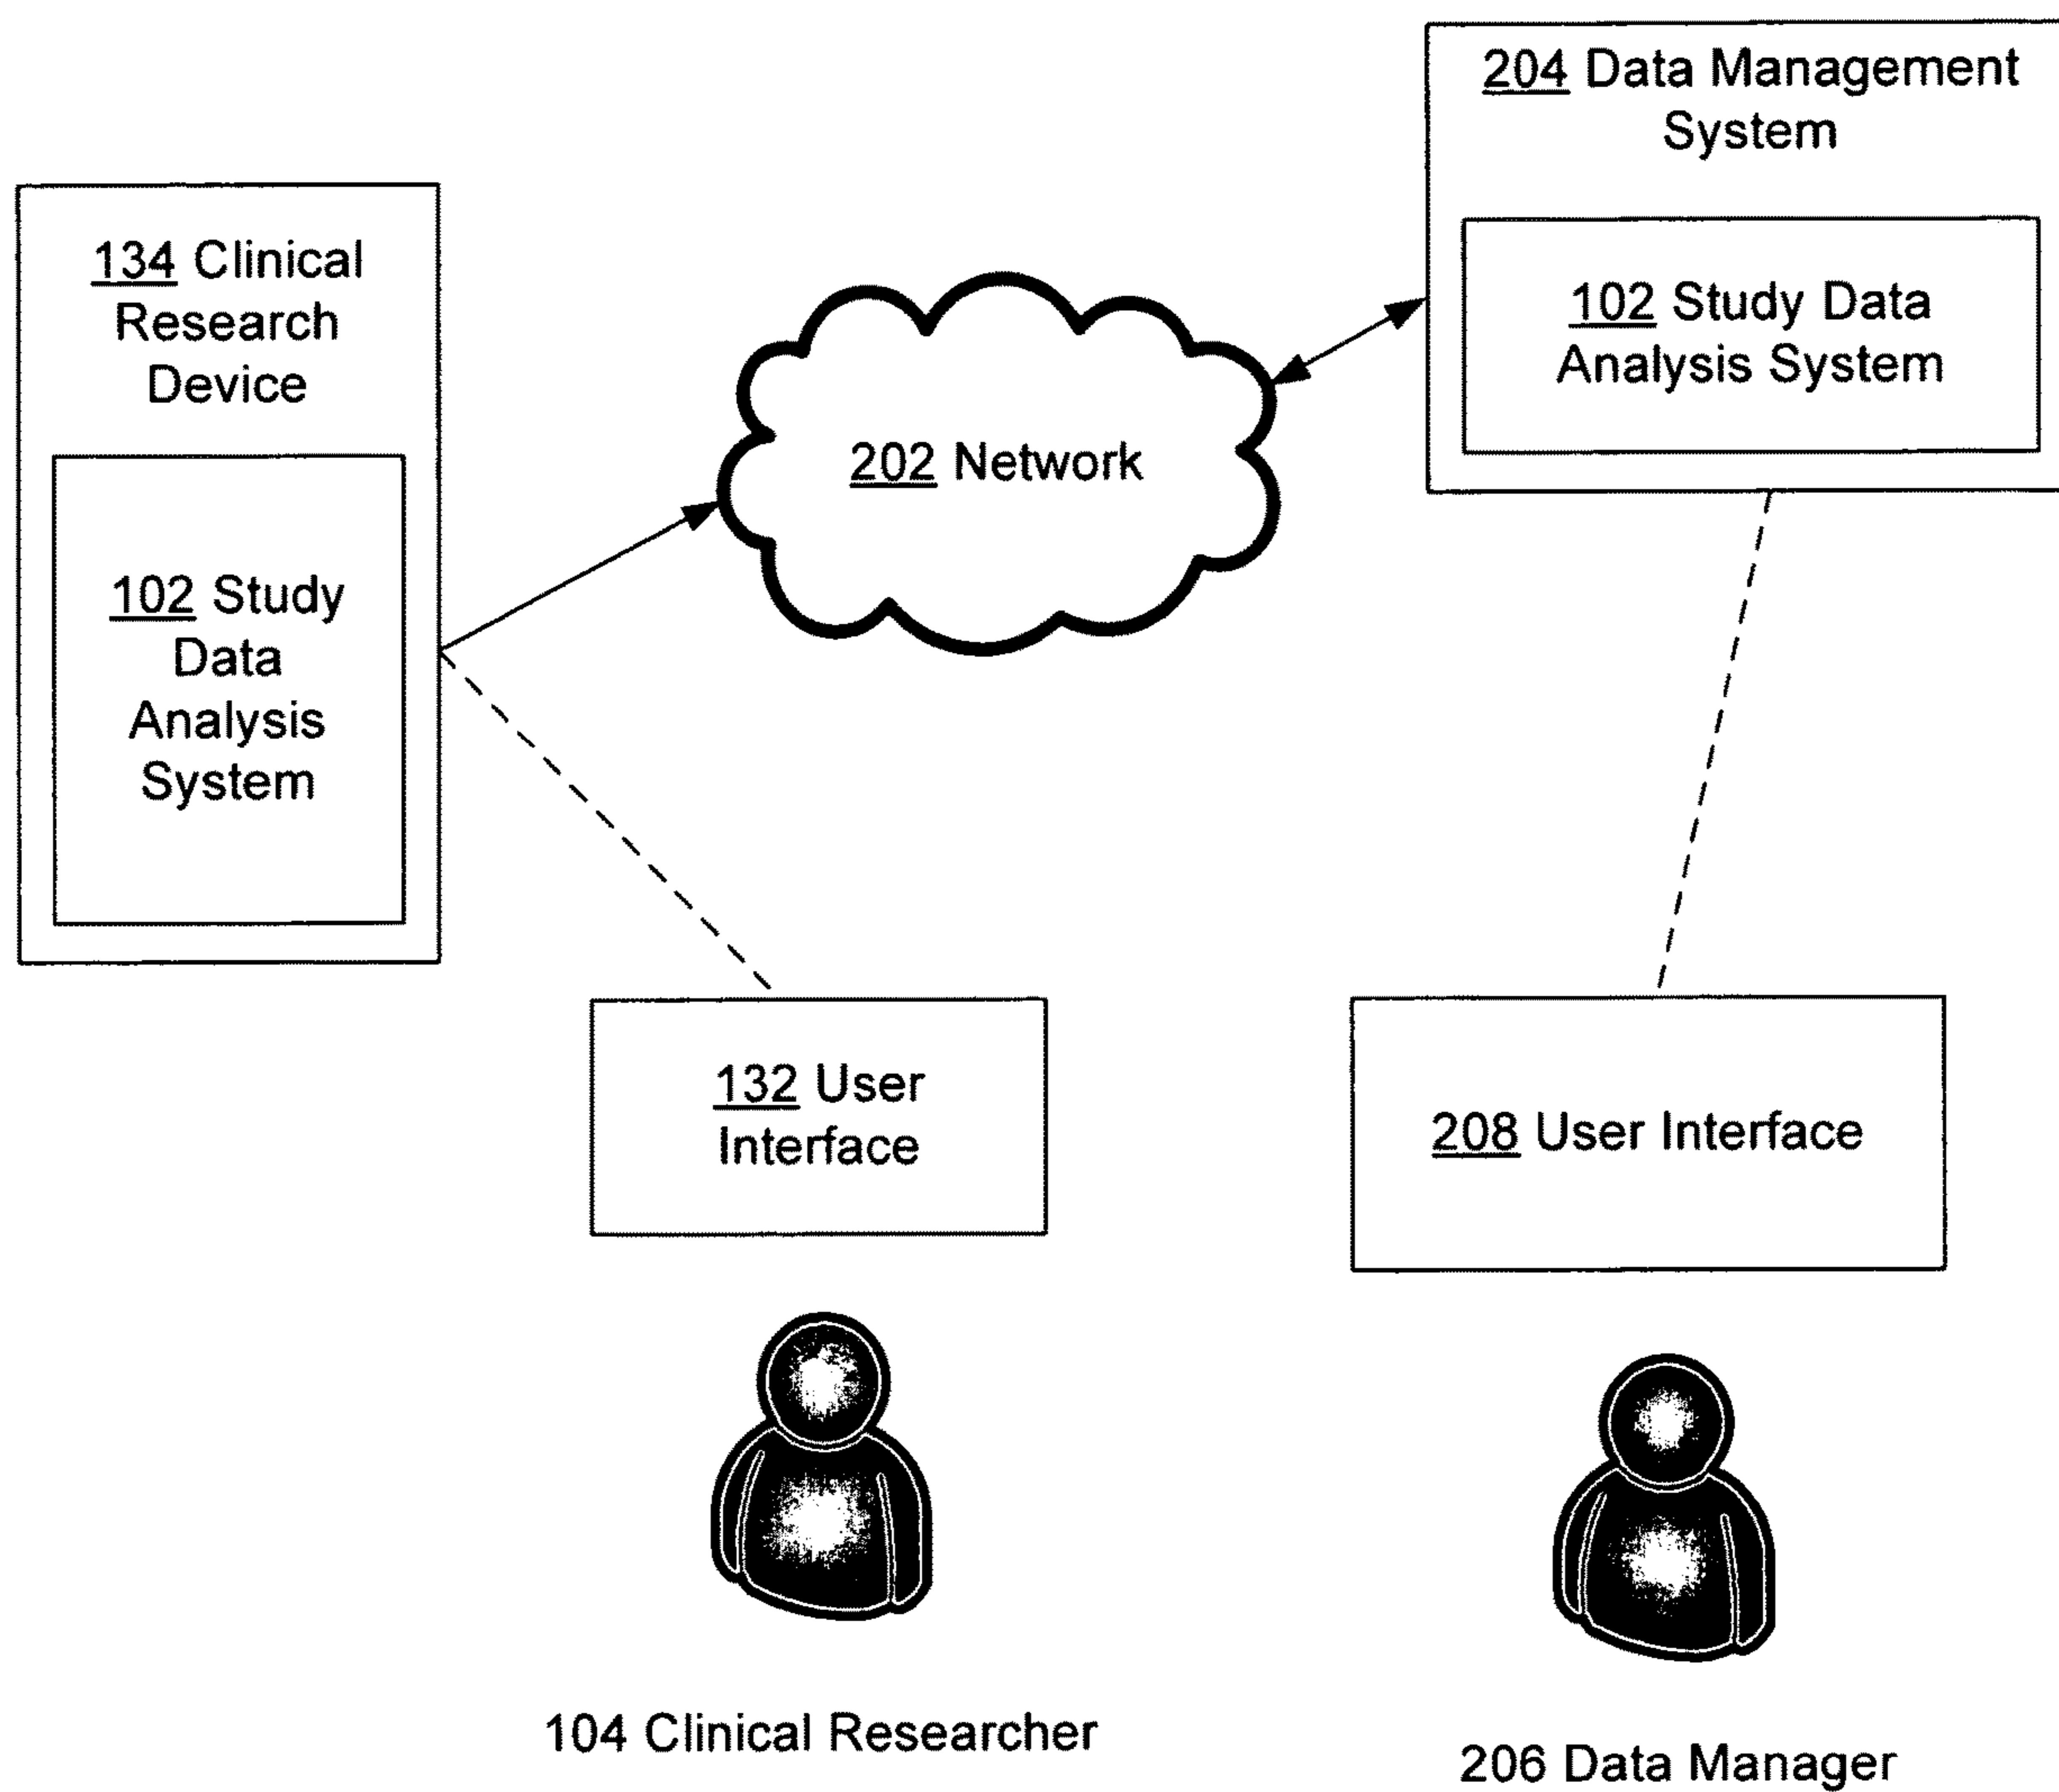 204 Data Management
System
102 Study Data
Analysis System
134 Clinical
Research
Device
102 Study
Data
Analysis
System
202 Network
132 User
Interface
208 User Interface
104 Clinical Researcher
206 Data Manager